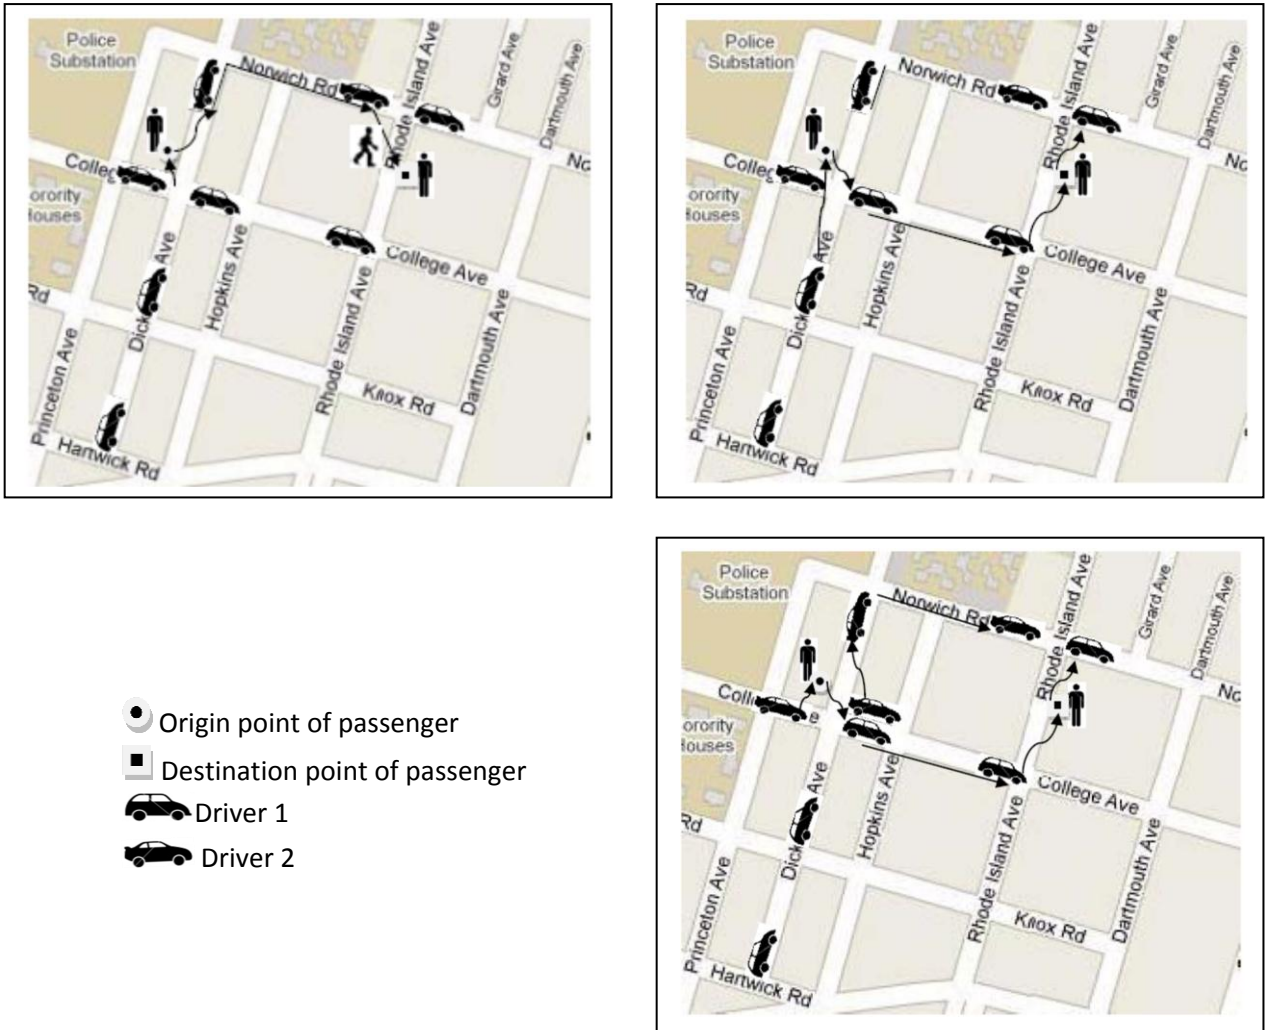 Police
Substation
Norwich Rd
Rhode Island Ave
Girard Ave
Dartmouth Ave
No
Colleg
orority
Houses
Ave
Hopkins Ave
College Ave
Rd
Dick
Princeton Ave
Rhode Island Ave
Knox Rd
Dartmouth Ave
Hartwick Rd
Police
Substation
Norwich Rd
Rhode Island Ave
Girard Ave
Dartmouth Ave
No
Colleg
orority
Houses
Ave
Hopkins Ave
College Ave
Rd
Dick
Princeton Ave
Rhode Island Ave
Knox Rd
Dartmouth Ave
Hartwick Rd
Police
Substation
Norwich Rd
Rhode Island Ave
Girard Ave
Dartmouth Ave
No
Colle
e
orority
Houses
Ave
Hopkins Ave
College Ave
Rd
Dick
Princeton Ave
Rhode Island Ave
Knox Rd
Dartmouth Ave
Hartwick Rd
Origin point of passenger
Destination point of passenger
Driver 1
Driver 2